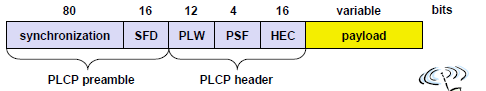 80 16 12 4 16 variable bits
synchronization SFD PLW PSF HEC payload
PLCP preamble PLCP header